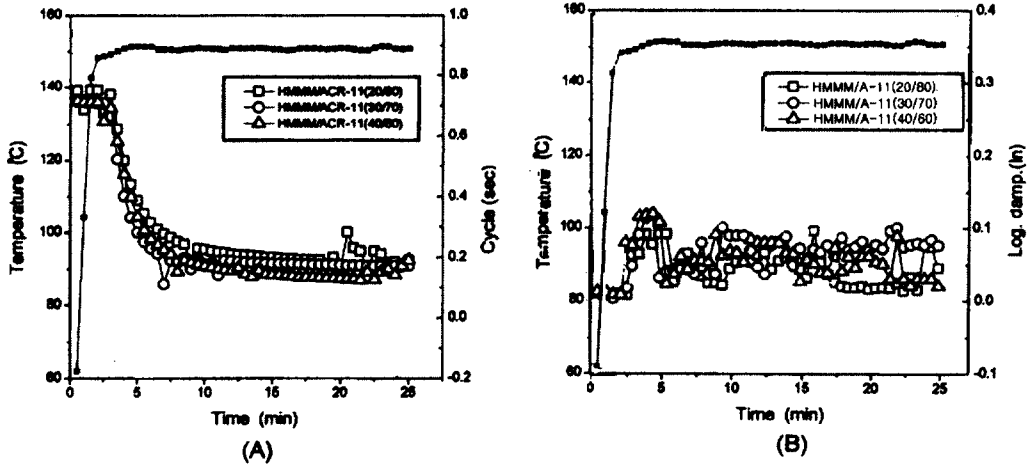 160
140
120
100
80
60
Temperature (℃)
1.0
0.8
0.6
0.4
0.2
0.0
-0.2
Cycle (sec)
HMMM/ACR-11(20/80)
HMMM/ACR-11(30/70)
HMMM/ACR-11(40/60)
0 5 10 15 20 25
Time (min)
(A)
160
140
120
100
80
60
Temperature (℃)
0.4
0.3
0.2
0.1
0.0
-0.1
Log. damp.(ln)
HMMM/A-11(20/80)
HMMM/A-11(30/70)
HMMM/A-11(40/60)
0 5 10 15 20 25
Time (min)
(B)